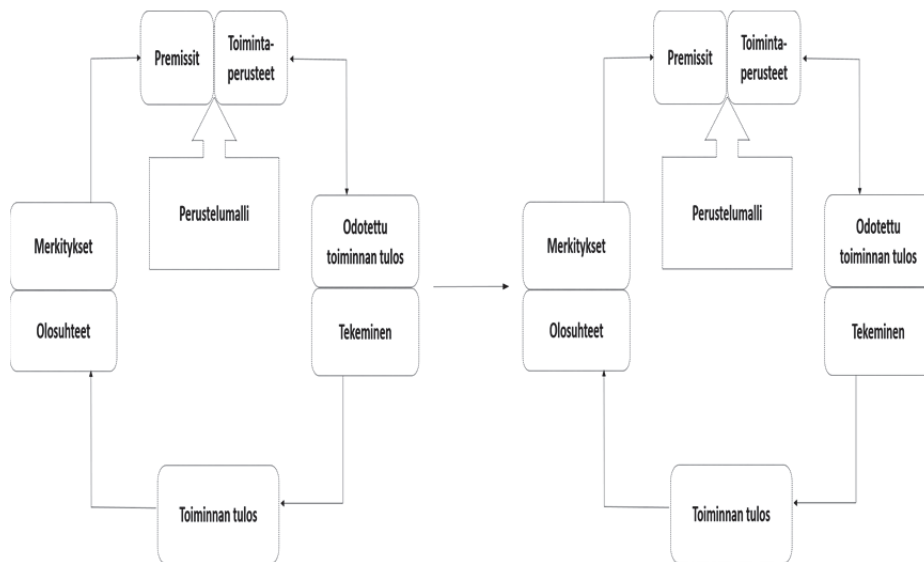 Premissit
Toiminta-
perusteet
Perustelumalli
Merkitykset
Olosuhteet
Odotettu
toiminnan tulos
Tekeminen
Toiminnan tulos
Premissit
Toiminta-
perusteet
Perustelumalli
Merkitykset
Olosuhteet
Odotettu
toiminnan tulos
Tekeminen
Toiminnan tulos